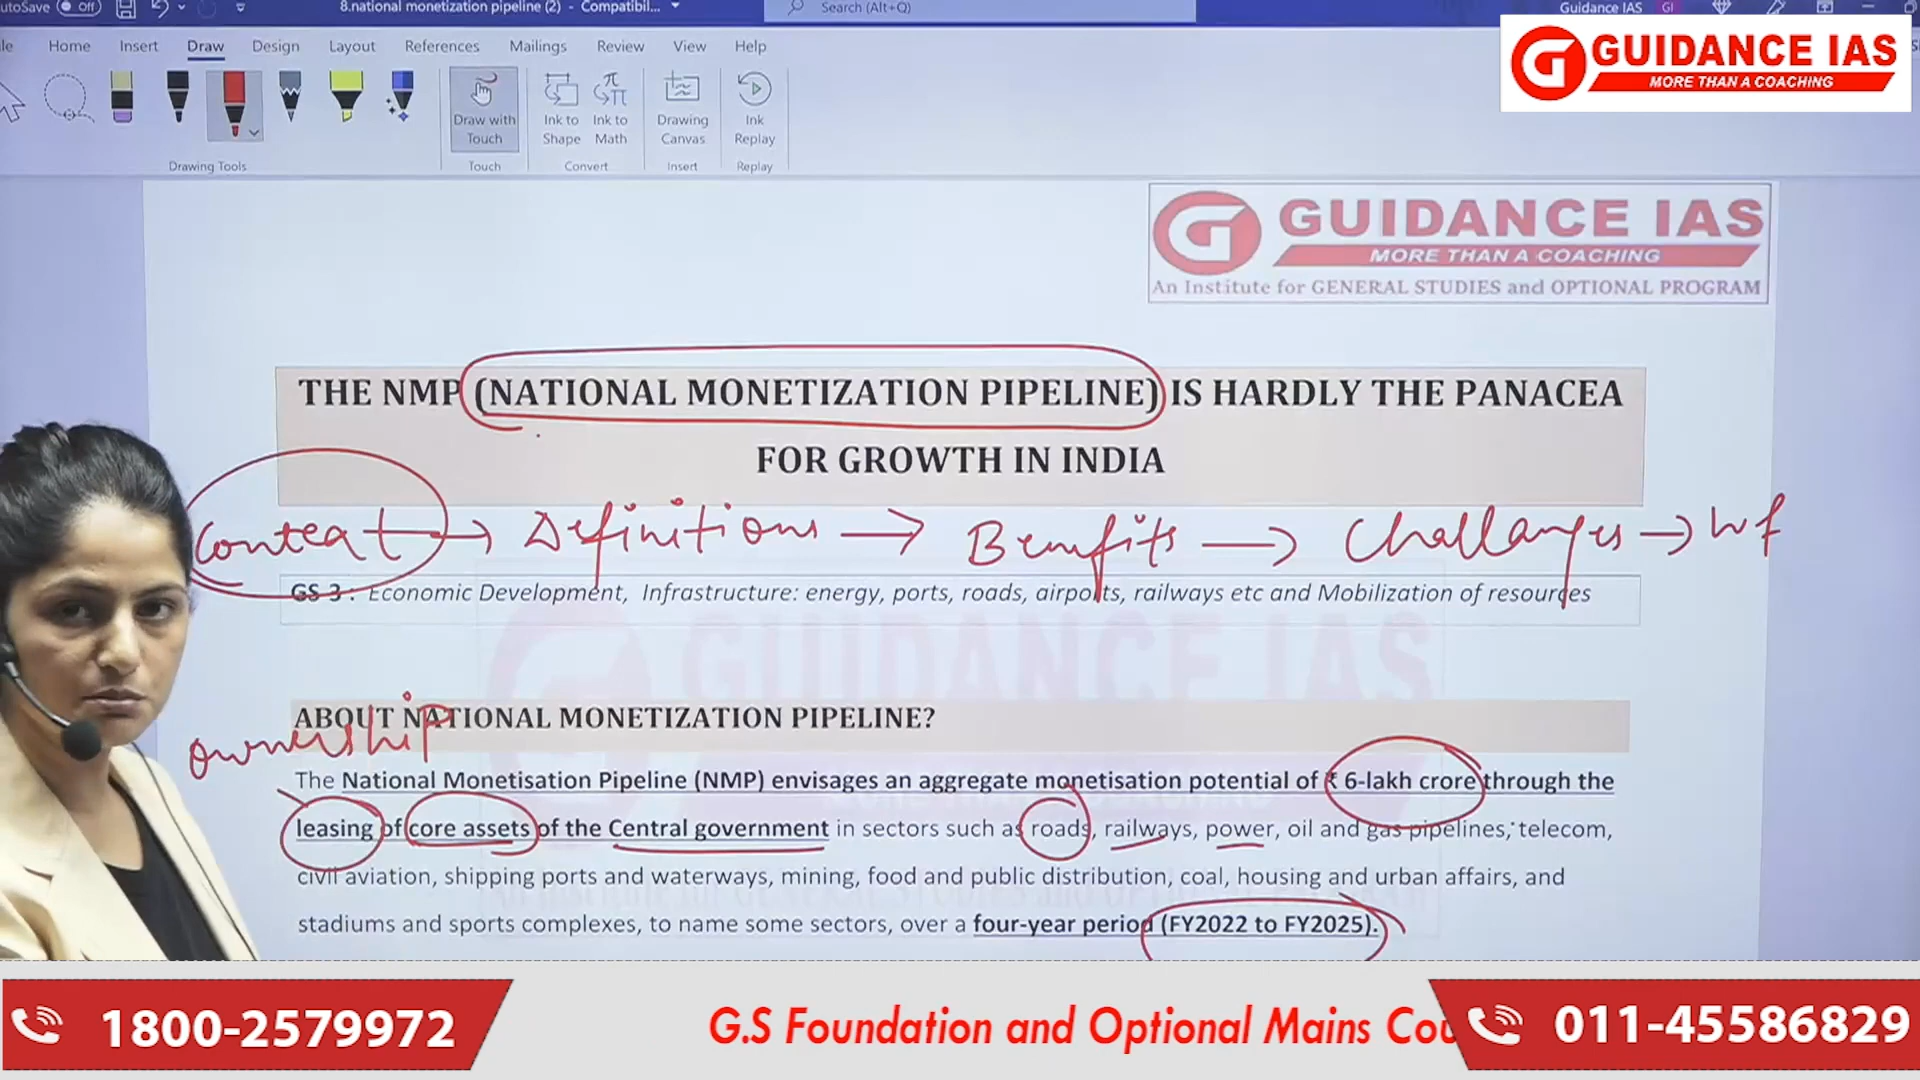 utoSave Off 8.national monetization pipeline (2) - Compatibil... Search (Alt+Q) Guidance IAS GI
le Home Insert Draw Design Layout References Mailings Review View Help
GUIDANCE IAS
MORE THAN A COACHING
Draw with Touch
Ink to Shape
Ink to Math
Drawing Canvas
Ink Replay
Drawing Tools Touch Convert Insert Replay
GUIDANCE IAS
MORE THAN A COACHING
An Institute for GENERAL STUDIES and OPTIONAL PROGRAM
THE NMP (NATIONAL MONETIZATION PIPELINE) IS HARDLY THE PANACEA
FOR GROWTH IN INDIA
Context → Definitions → Benefits → Challanges → wf
GS 3 : Economic Development, Infrastructure: energy, ports, roads, airports, railways etc and Mobilization of resources
GUIDANCE IAS
ABOUT NATIONAL MONETIZATION PIPELINE?
ownership
The National Monetisation Pipeline (NMP) envisages an aggregate monetisation potential of ₹ 6-lakh crore through the
leasing of core assets of the Central government in sectors such as roads, railways, power, oil and gas pipelines, telecom,
civil aviation, shipping ports and waterways, mining, food and public distribution, coal, housing and urban affairs, and
stadiums and sports complexes, to name some sectors, over a four-year period (FY2022 to FY2025).
1800-2579972 G.S Foundation and Optional Mains Cou 011-45586829